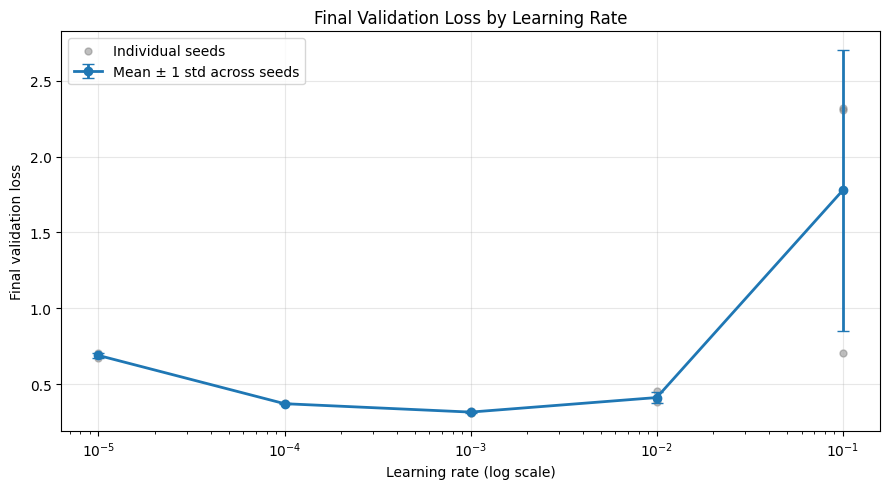 Final Validation Loss by Learning Rate
Individual seeds
Mean ± 1 std across seeds
2.5
2.0
1.5
1.0
0.5
Final validation loss
10⁻⁵ 10⁻⁴ 10⁻³ 10⁻² 10⁻¹
Learning rate (log scale)